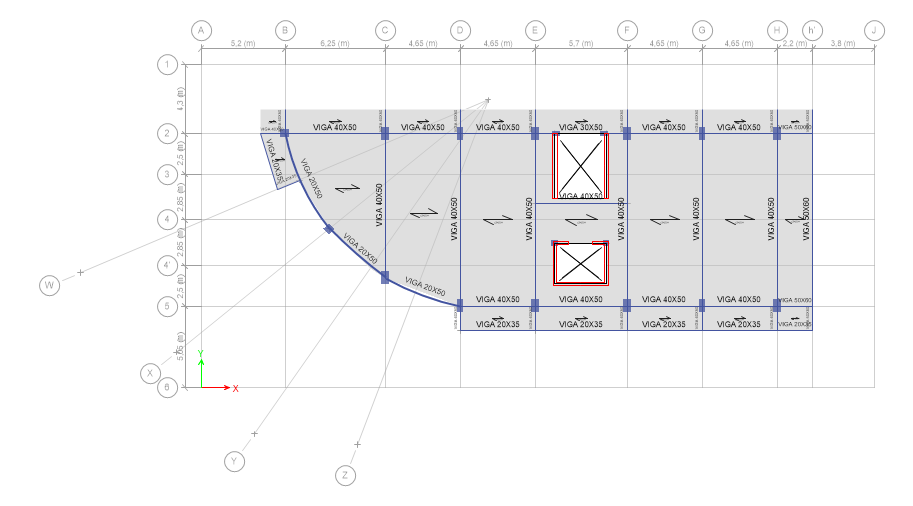 A B C D E F G H h' J
5,2 (m) 6,25 (m) 4,65 (m) 4,65 (m) 5,7 (m) 4,65 (m) 4,65 (m) 2,2 (m) 3,8 (m)
1
4,3 (m)
VIGA 40X50 VIGA 40X50 VIGA 40X50 VIGA 30X50 VIGA 40X50 VIGA 40X50 VIGA 50X60
2
2,5 (m)
VIGA 20X35
VIGA 20X50
3
2,85 (m)
VIGA 40X50
VIGA 40X50 VIGA 40X50 VIGA 40X50 VIGA 40X50 VIGA 40X50 VIGA 40X50 VIGA 50X60
4
2,85 (m)
VIGA 20X50
4'
2,5 (m)
VIGA 20X50
W
VIGA 40X50 VIGA 40X50 VIGA 40X50 VIGA 40X50 VIGA 50X60
5
VIGA 20X35 VIGA 20X35 VIGA 20X35 VIGA 20X35 VIGA 20X35
5,05 (m)
Y
X
6
X
Y
Z